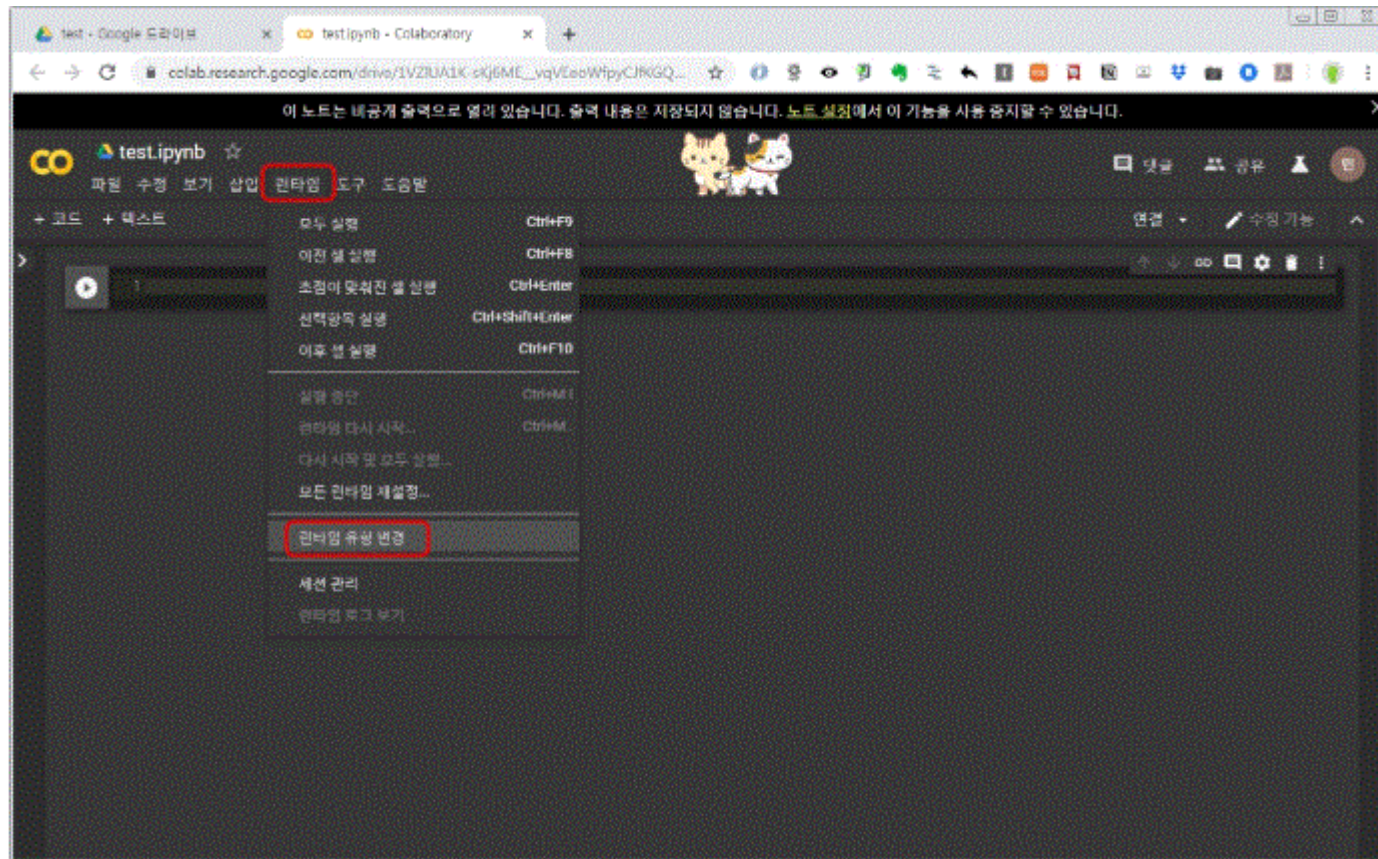 test - Google 드라이브
test.ipynb - Colaboratory
colab.research.google.com/drive/
이 노트는 비공개 출력으로 열려 있습니다. 출력 내용은 저장되지 않습니다. 노트 설정에서 이 기능을 사용 중지할 수 있습니다.
CO test.ipynb
댓글 공유 민
파일 수정 보기 삽입 런타임 도구 도움말
+ 코드 + 텍스트 연결 수정 기능
1
모두 실행 Ctrl+F9
이전 셀 실행 Ctrl+F8
초점이 맞춰진 셀 실행 Ctrl+Enter
선택항목 실행 Ctrl+Shift+Enter
이후 셀 실행 Ctrl+F10
실행 중단 Ctrl+M I
런타임 다시 시작... Ctrl+M .
다시 시작 및 모두 실행...
모든 런타임 재설정...
런타임 유형 변경
세션 관리
런타임 로그 보기